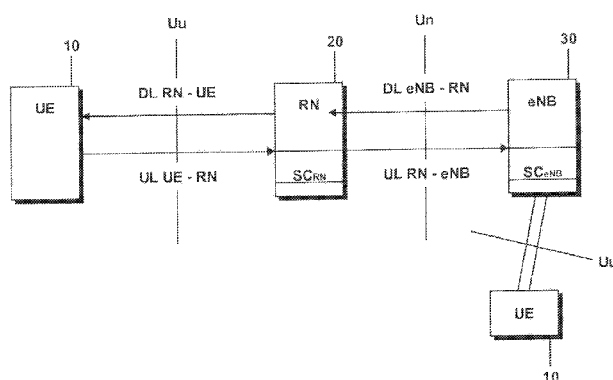 Uu
Un
10
20
30
UE
DL RN - UE
RN
DL eNB - RN
eNB
UL UE - RN
SCRN
UL RN - eNB
SCeNB
Uu
UE
10